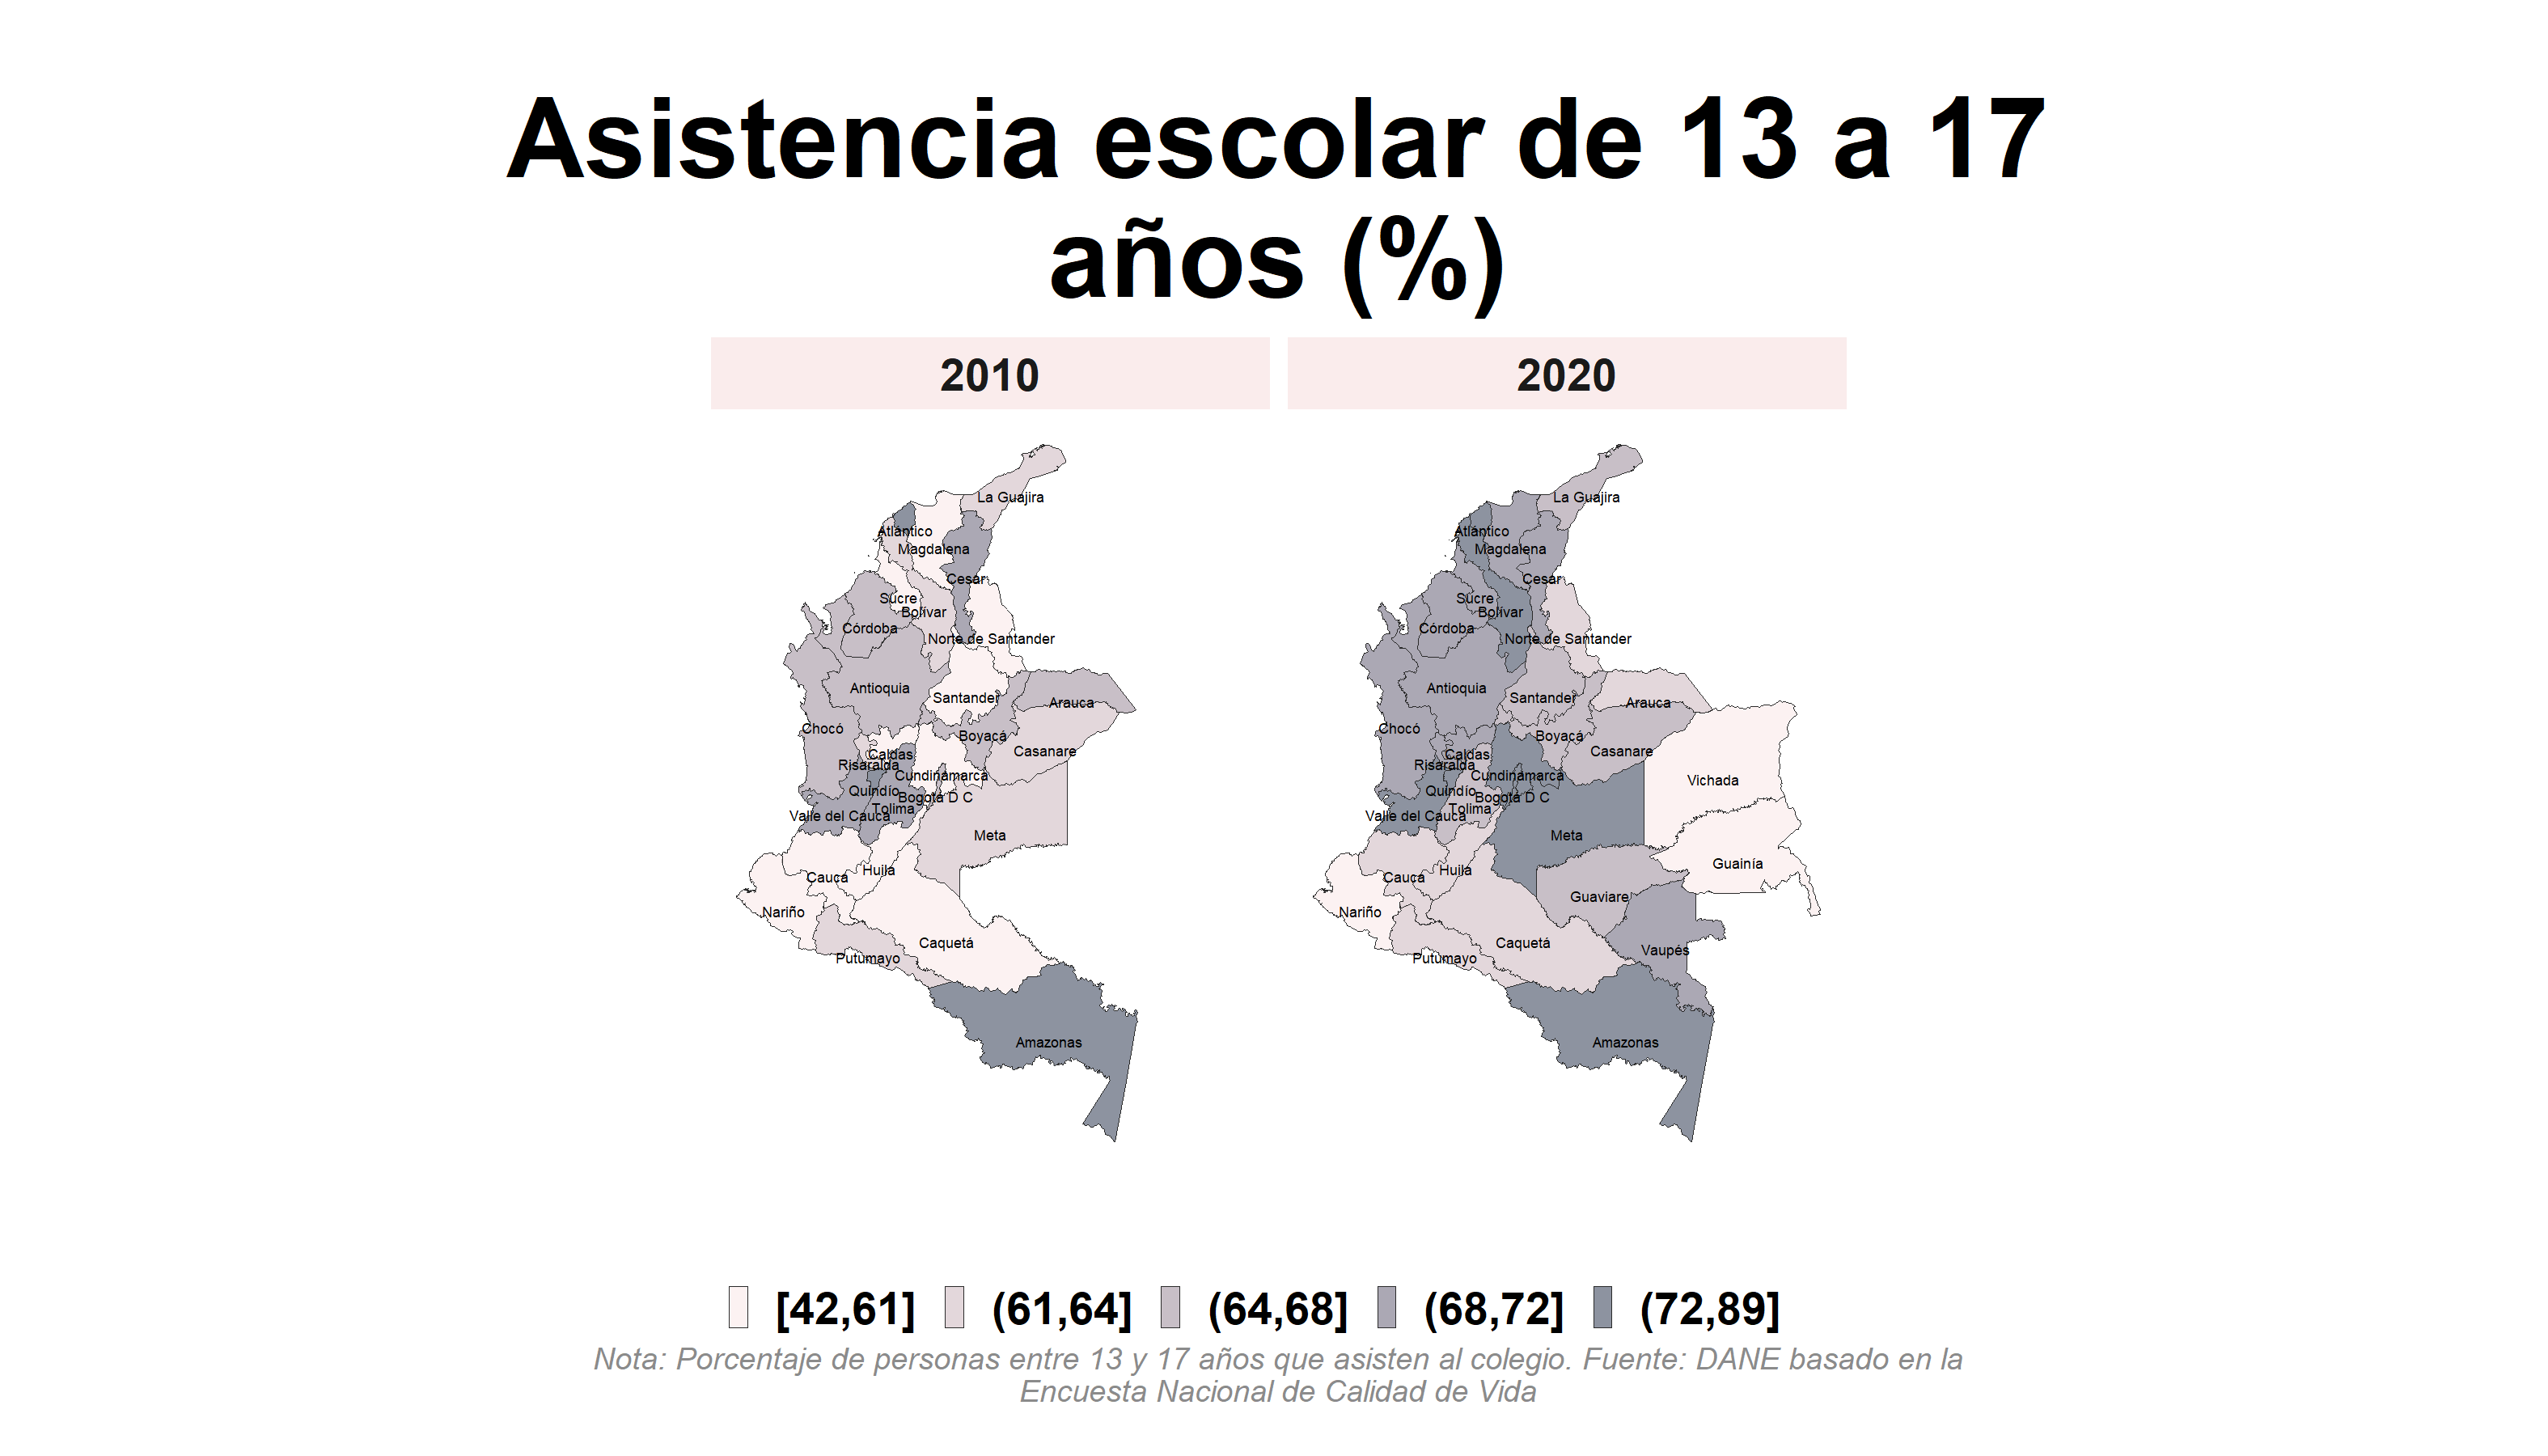 Asistencia escolar de 13 a 17
años (%)
2010
2020
La Guajira
Atlántico
Magdalena
Cesar
Sucre
Bolívar
Córdoba
Norte de Santander
Antioquia
Santander
Arauca
Chocó
Boyacá
Casanare
Caldas
Risaralda
Cundinamarca
Quindío
Bogotá D C
Tolima
Valle del Cauca
Meta
Huila
Cauca
Nariño
Caquetá
Putumayo
Amazonas
La Guajira
Atlántico
Magdalena
Cesar
Sucre
Bolívar
Córdoba
Norte de Santander
Antioquia
Santander
Arauca
Chocó
Boyacá
Casanare
Caldas
Risaralda
Cundinamarca
Vichada
Quindío
Bogotá D C
Tolima
Valle del Cauca
Meta
Guainía
Huila
Cauca
Guaviare
Nariño
Caquetá
Vaupés
Putumayo
Amazonas
[42,61] (61,64] (64,68] (68,72] (72,89]
Nota: Porcentaje de personas entre 13 y 17 años que asisten al colegio. Fuente: DANE basado en la
Encuesta Nacional de Calidad de Vida